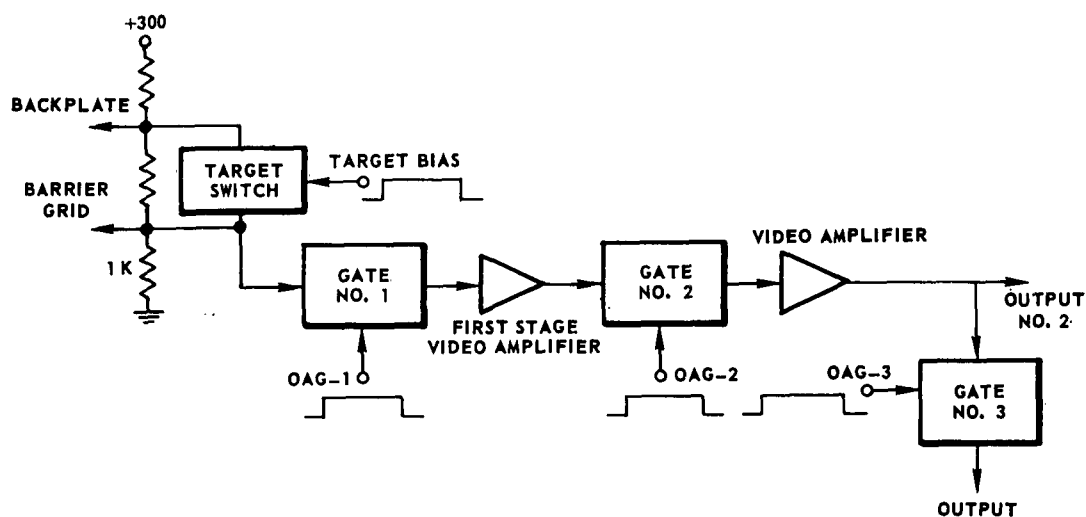 +300
BACKPLATE
TARGET
SWITCH
TARGET BIAS
BARRIER
GRID
1 K
GATE
NO. 1
FIRST STAGE
VIDEO AMPLIFIER
GATE
NO. 2
VIDEO AMPLIFIER
OUTPUT
NO. 2
OAG-1
OAG-2
OAG-3
GATE
NO. 3
OUTPUT